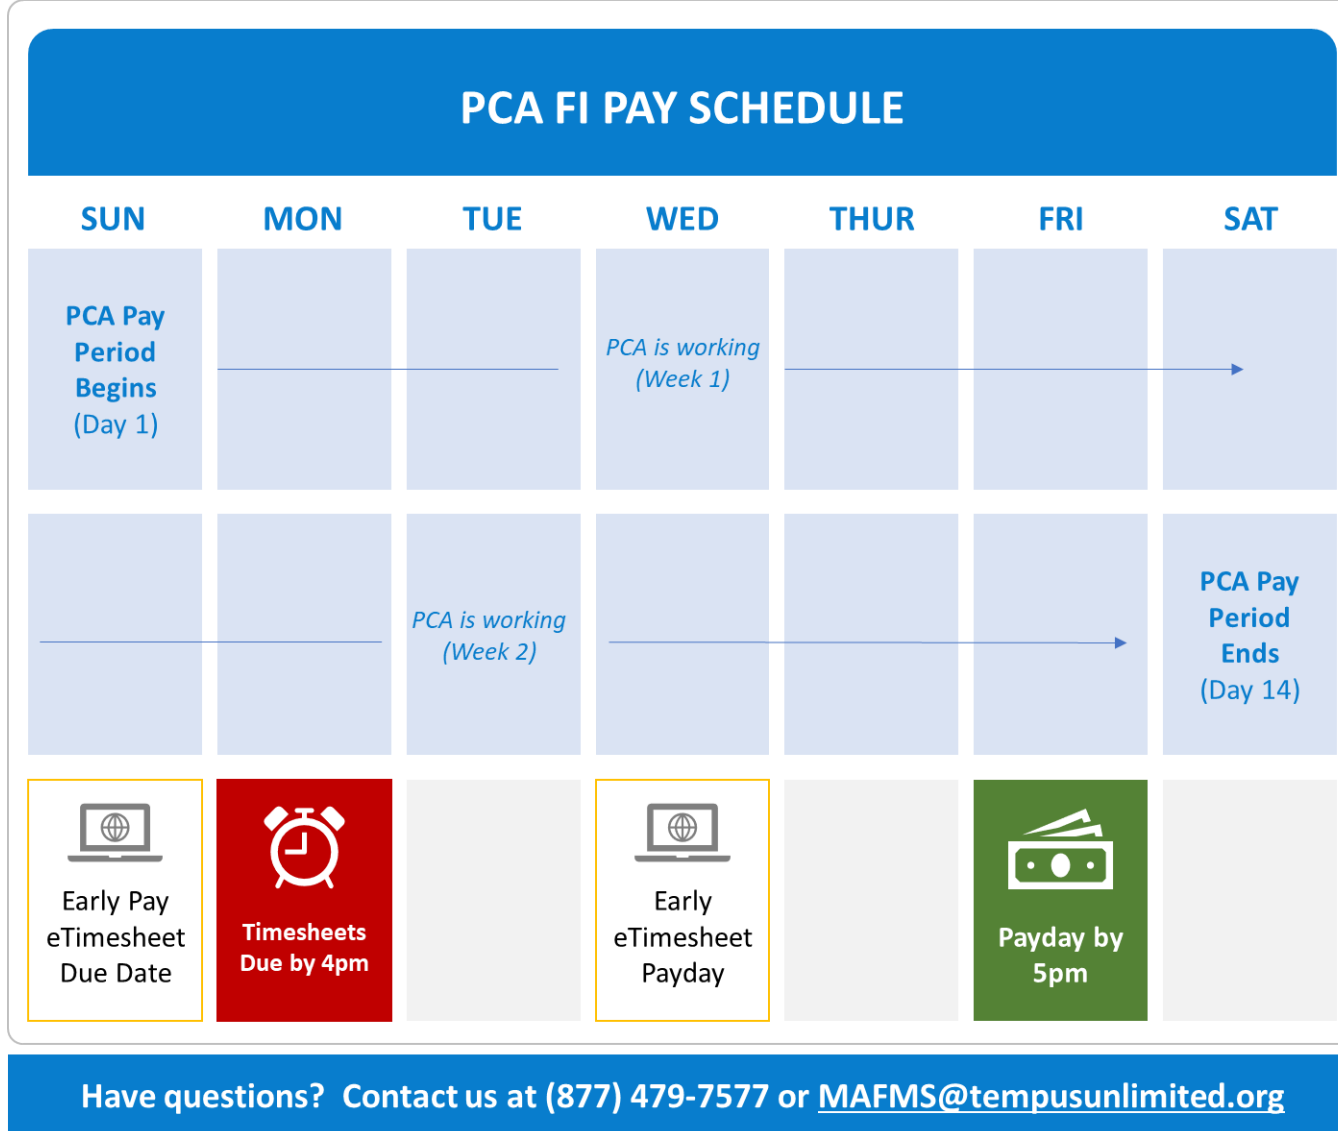 PCA FI PAY SCHEDULE
SUN MON TUE WED THUR FRI SAT
PCA Pay
Period
Begins
(Day 1)
PCA is working
(Week 1)
PCA is working
(Week 2)
PCA Pay
Period
Ends
(Day 14)
Early Pay
eTimesheet
Due Date
Timesheets
Due by 4pm
Early
eTimesheet
Payday
Payday by
5pm
Have questions? Contact us at (877) 479-7577 or MAFMS@tempusunlimited.org